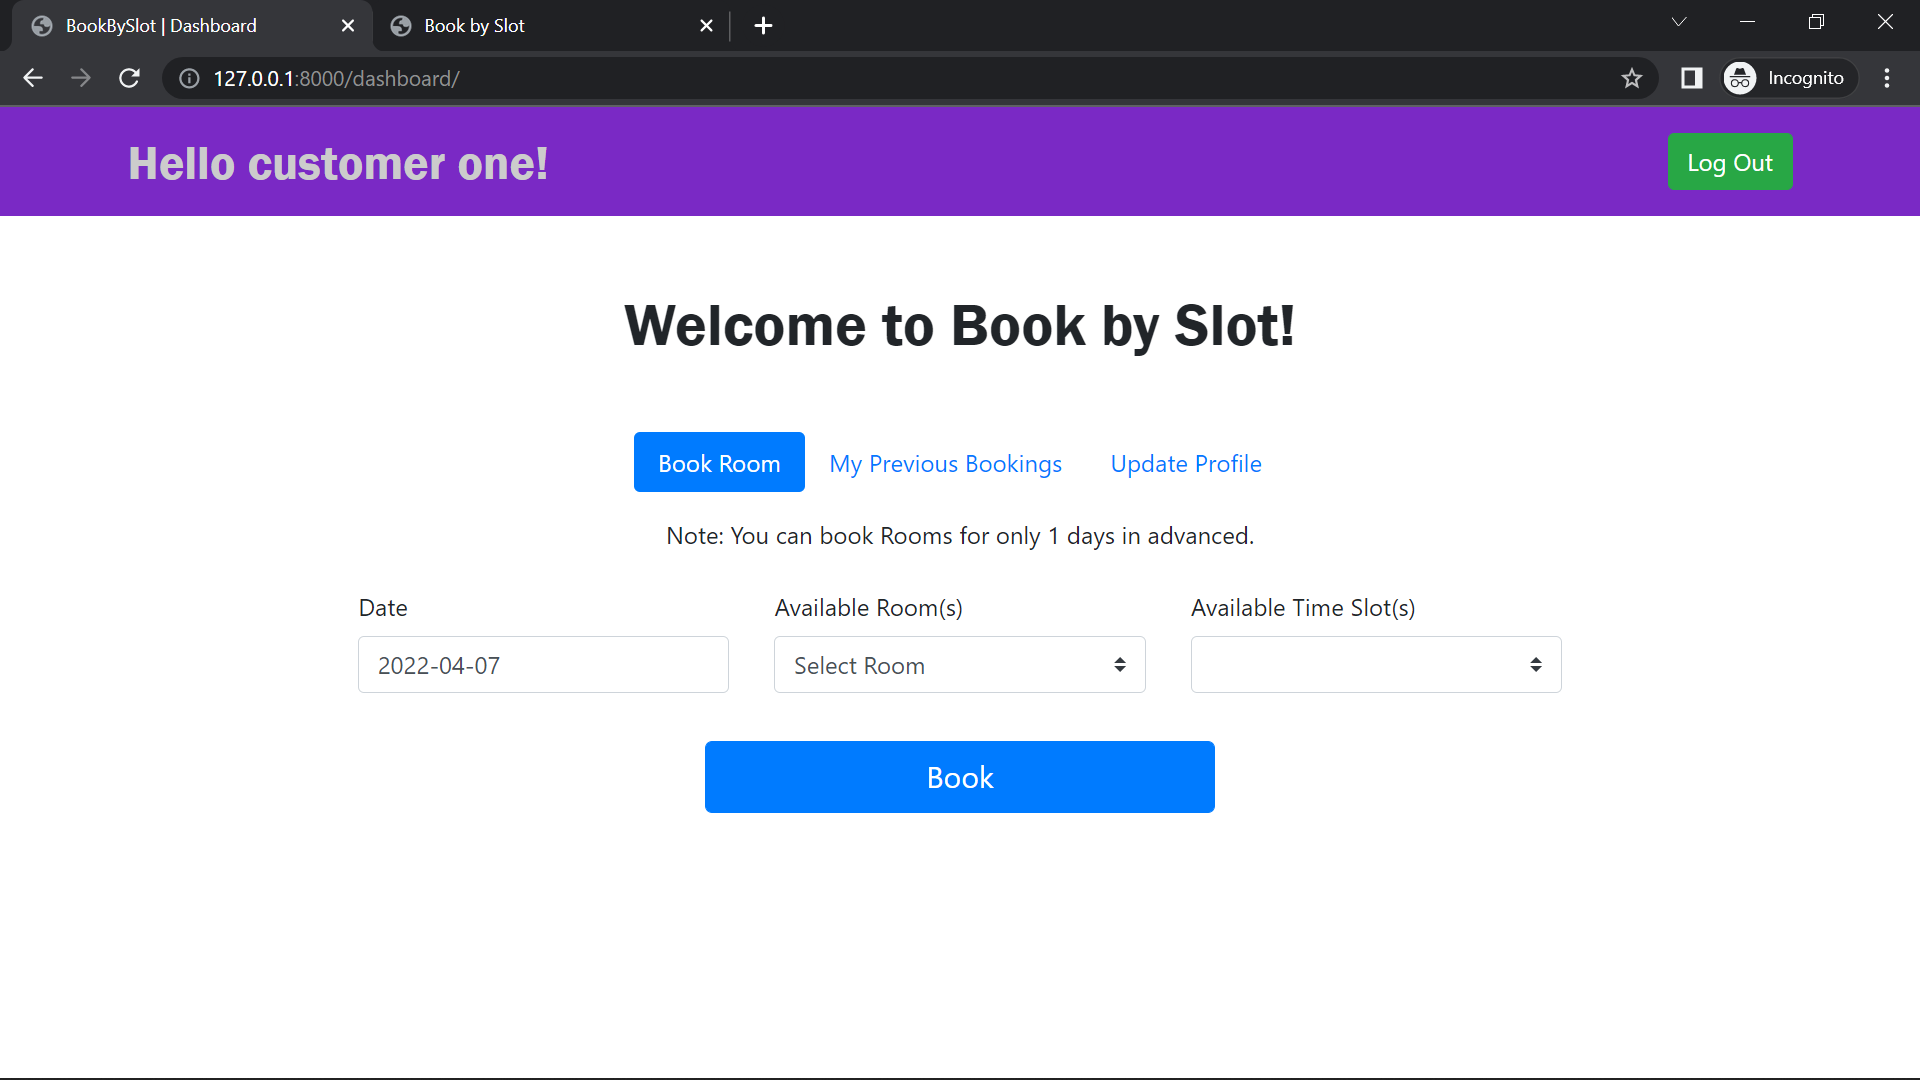 BookBySlot | Dashboard
Book by Slot
127.0.0.1:8000/dashboard/
Incognito
Hello customer one!
Log Out
Welcome to Book by Slot!
Book Room
My Previous Bookings
Update Profile
Note: You can book Rooms for only 1 days in advanced.
Date
Available Room(s)
Available Time Slot(s)
2022-04-07
Select Room
Book